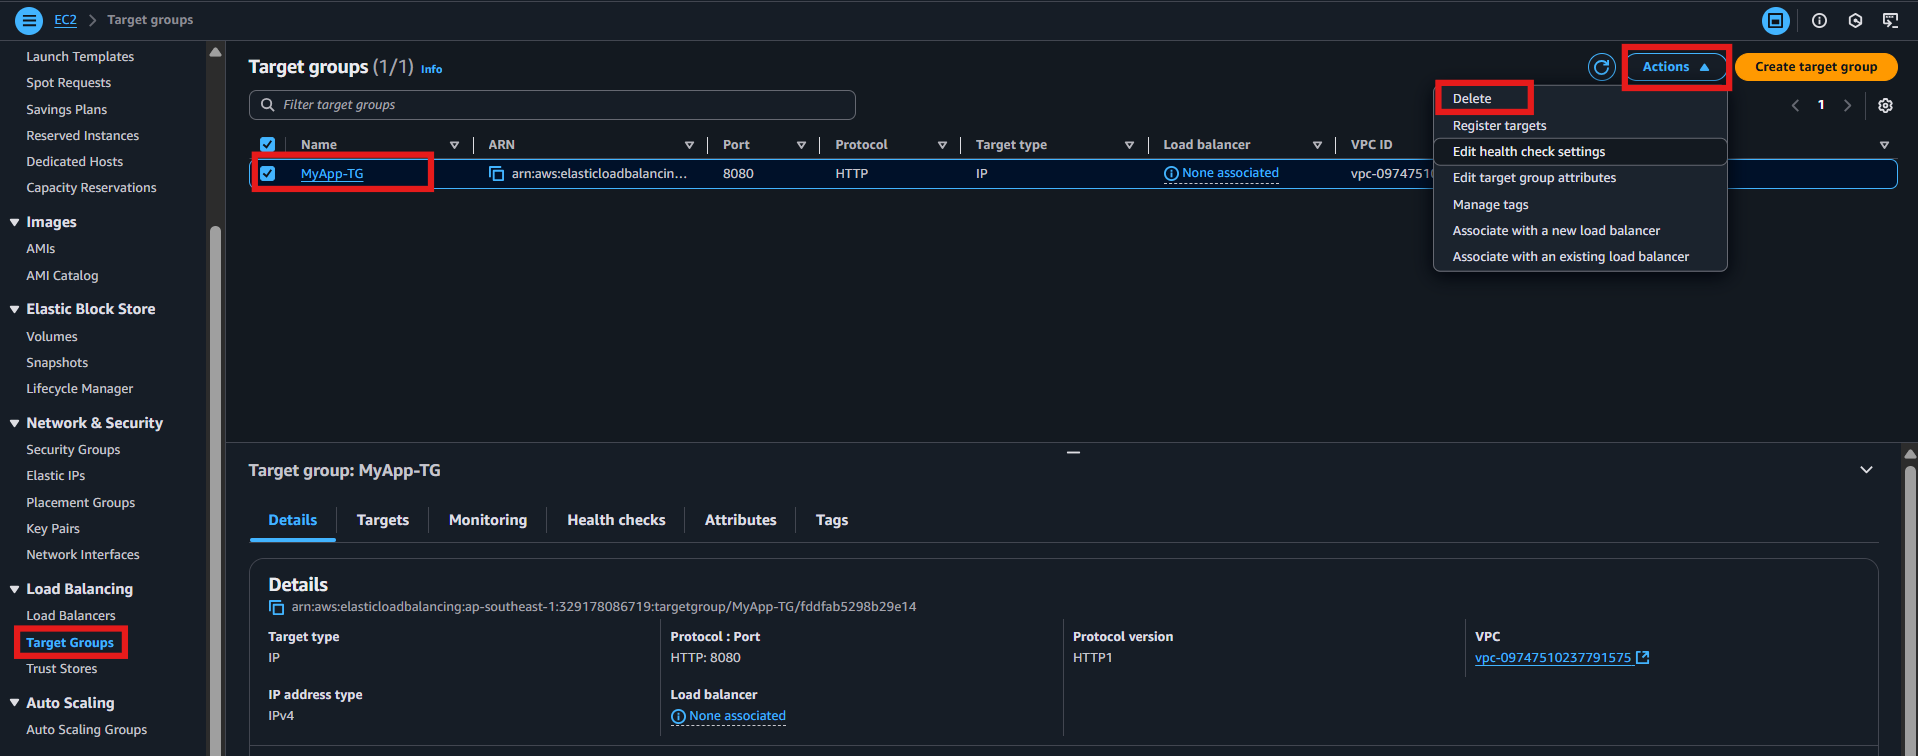 EC2 > Target groups
Launch Templates
Spot Requests
Savings Plans
Reserved Instances
Dedicated Hosts
Capacity Reservations
Images
AMIs
AMI Catalog
Elastic Block Store
Volumes
Snapshots
Lifecycle Manager
Network & Security
Security Groups
Elastic IPs
Placement Groups
Key Pairs
Network Interfaces
Load Balancing
Load Balancers
Target Groups
Trust Stores
Auto Scaling
Auto Scaling Groups
Target groups (1/1) Info
Actions
Create target group
Filter target groups
1
Delete
Register targets
Edit health check settings
Edit target group attributes
Manage tags
Associate with a new load balancer
Associate with an existing load balancer
Name ARN Port Protocol Target type Load balancer VPC ID
MyApp-TG arn:aws:elasticloadbalancin... 8080 HTTP IP None associated vpc-0974751
Target group: MyApp-TG
Details Targets Monitoring Health checks Attributes Tags
Details
arn:aws:elasticloadbalancing:ap-southeast-1:329178086719:targetgroup/MyApp-TG/fddfab5298b29e14
Target type
IP
Protocol : Port
HTTP: 8080
Protocol version
HTTP1
VPC
vpc-09747510237791575
IP address type
IPv4
Load balancer
None associated